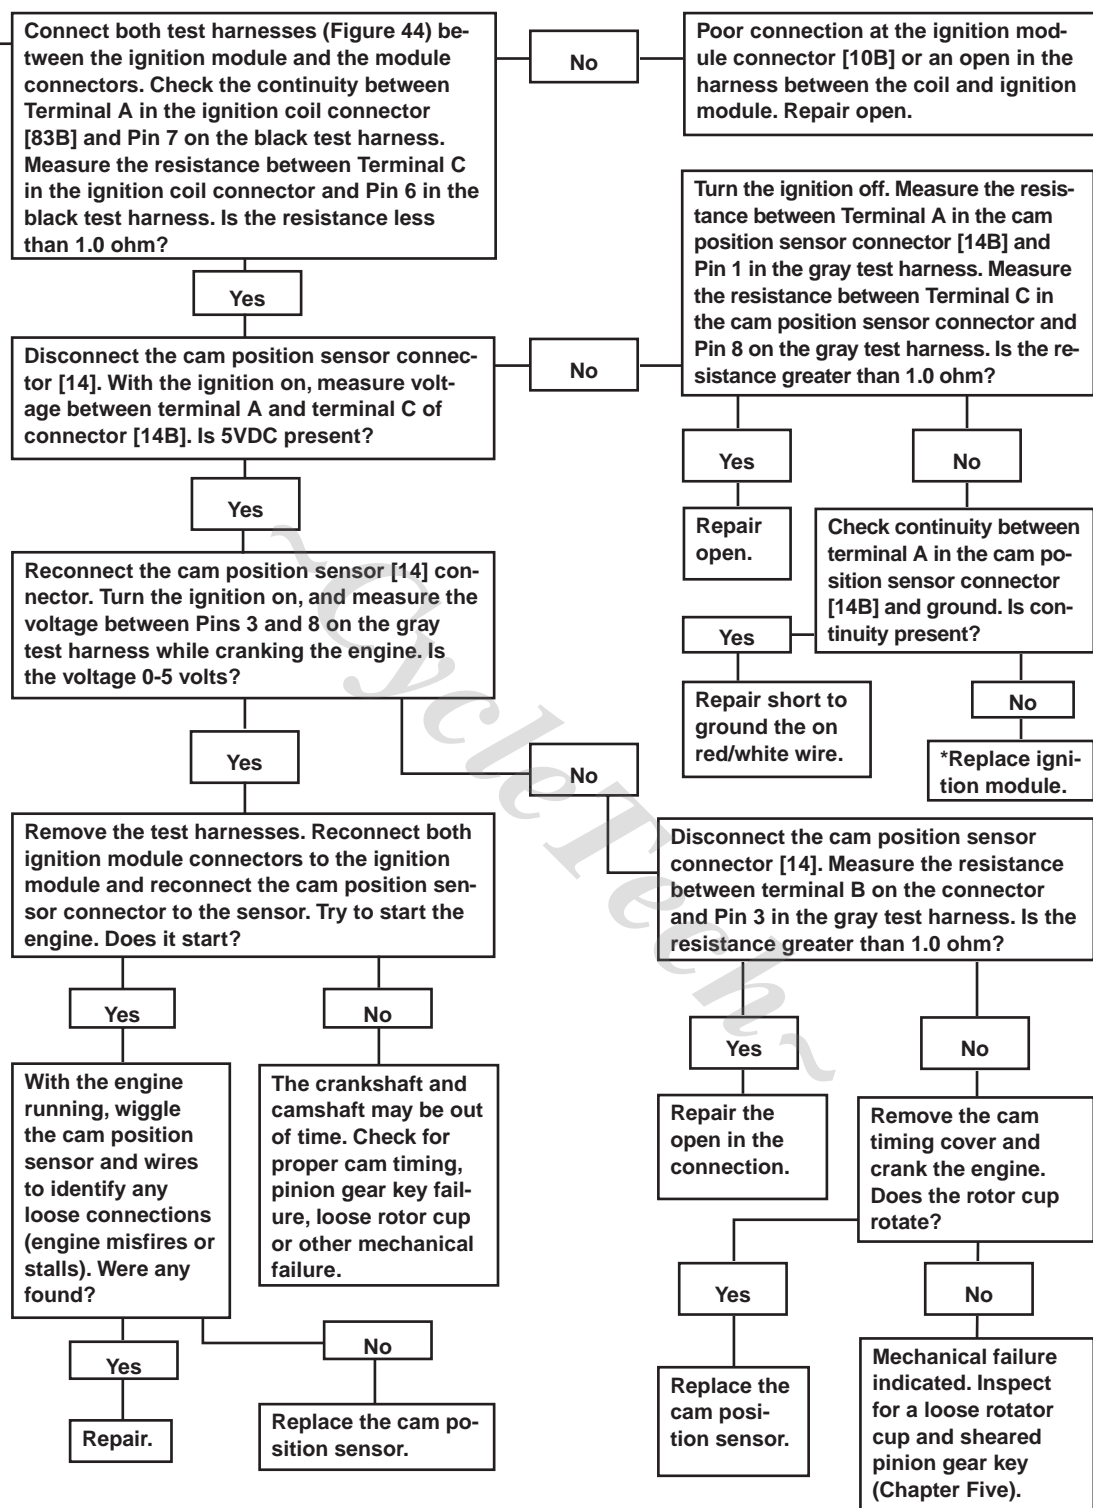 Connect both test harnesses (Figure 44) be-
tween the ignition module and the module
connectors. Check the continuity between
Terminal A in the ignition coil connector
[83B] and Pin 7 on the black test harness.
Measure the resistance between Terminal C
in the ignition coil connector and Pin 6 in the
black test harness. Is the resistance less
than 1.0 ohm?
No
Poor connection at the ignition mod-
ule connector [10B] or an open in the
harness between the coil and ignition
module. Repair open.
Yes
Disconnect the cam position sensor connec-
tor [14]. With the ignition on, measure volt-
age between terminal A and terminal C of
connector [14B]. Is 5VDC present?
No
Turn the ignition off. Measure the resis-
tance between Terminal A in the cam
position sensor connector [14B] and
Pin 1 in the gray test harness. Measure
the resistance between Terminal C in
the cam position sensor connector and
Pin 8 on the gray test harness. Is the re-
sistance greater than 1.0 ohm?
Yes
Repair
open.
No
Check continuity between
terminal A in the cam po-
sition sensor connector
[14B] and ground. Is con-
tinuity present?
Yes
Repair short to
ground the on
red/white wire.
No
*Replace igni-
tion module.
Yes
Reconnect the cam position sensor [14] con-
nector. Turn the ignition on, and measure the
voltage between Pins 3 and 8 on the gray
test harness while cranking the engine. Is
the voltage 0-5 volts?
Yes
No
Remove the test harnesses. Reconnect both
ignition module connectors to the ignition
module and reconnect the cam position sen-
sor connector to the sensor. Try to start the
engine. Does it start?
Disconnect the cam position sensor
connector [14]. Measure the resistance
between terminal B on the connector
and Pin 3 in the gray test harness. Is the
resistance greater than 1.0 ohm?
Yes
No
With the engine
running, wiggle
the cam position
sensor and wires
to identify any
loose connections
(engine misfires or
stalls). Were any
found?
The crankshaft and
camshaft may be out
of time. Check for
proper cam timing,
pinion gear key fail-
ure, loose rotor cup
or other mechanical
failure.
Yes
Repair.
No
Replace the cam po-
sition sensor.
Yes
Repair the
open in the
connection.
No
Remove the cam
timing cover and
crank the engine.
Does the rotor cup
rotate?
Yes
Replace the
cam posi-
tion sensor.
No
Mechanical failure
indicated. Inspect
for a loose rotator
cup and sheared
pinion gear key
(Chapter Five).
~CycleTech~